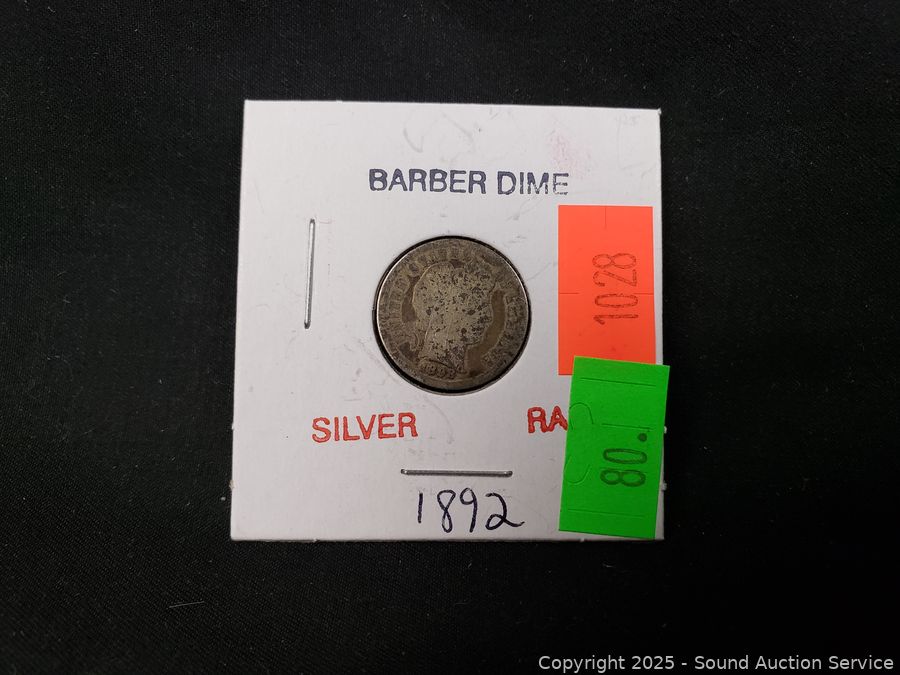 BARBER DIME
1028
SILVER
RA
80.
1892
Copyright © 2025 - Sound Auction Service